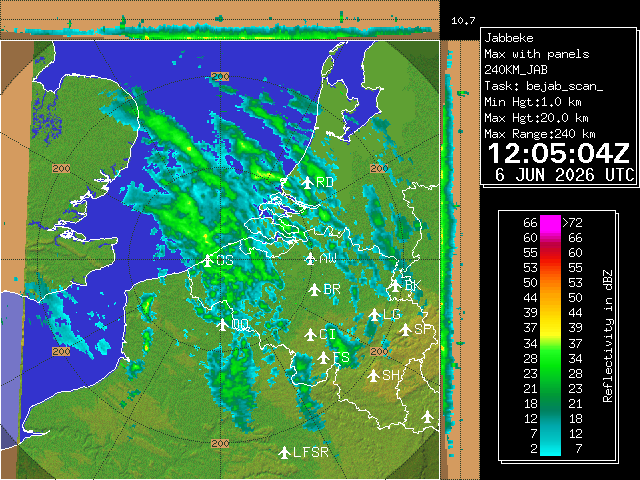 10.7
Jabbeke
Max with panels
240KM_JAB
Task: bejab_scan_
Min Hgt:1.0 km
Max Hgt:20.0 km
Max Range:240 km
12:05:04Z
6 JUN 2026 UTC
200
200
200
RD
OS
AW
BK
BR
LG
QO
CI
SP
200
200
FS
SH
200
LFSR
66 >72
60 66
55 60
53 55
50 53
44 50
39 44
37 39
34 37
28 34
23 28
21 23
18 21
12 18
7 12
2 7
Reflectivity in dBZ